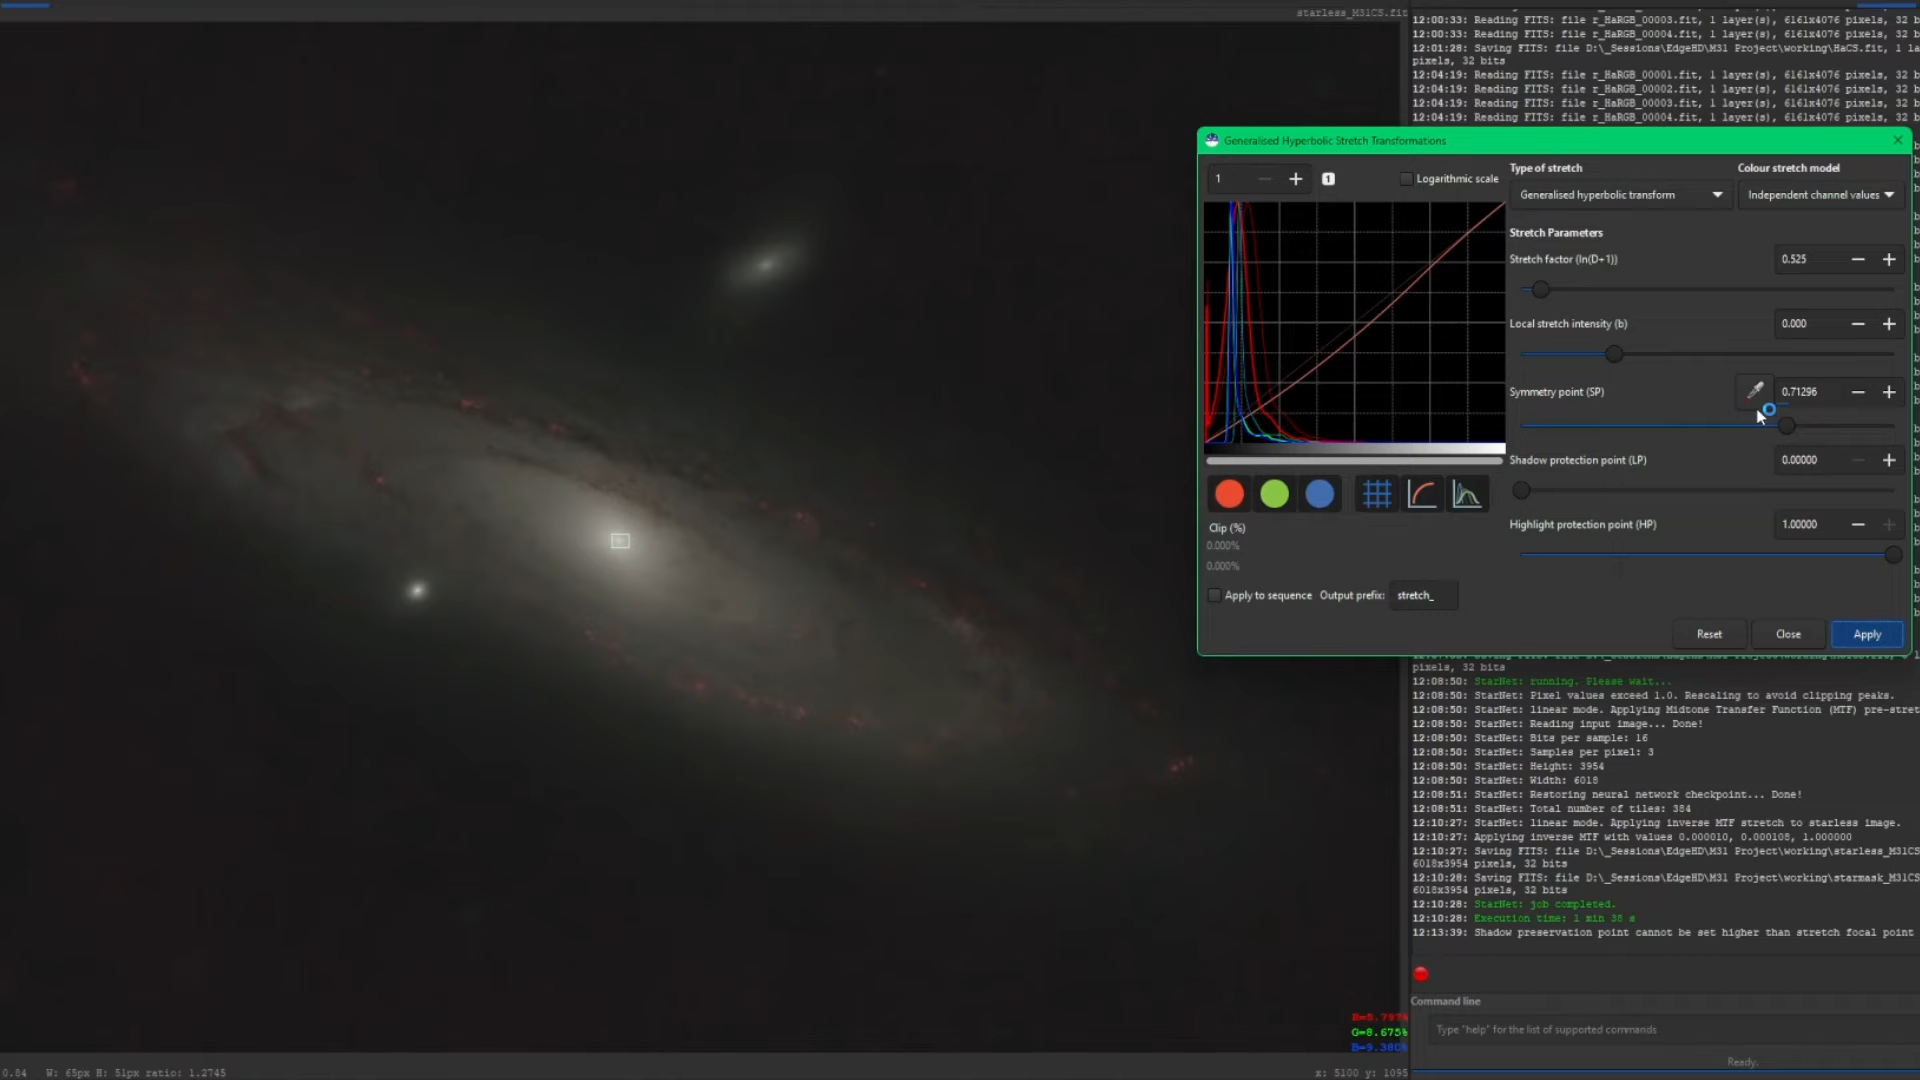 starless_M31CS.fit
12:00:33: Reading FITS: file r_HaRGB_00003.fit, 1 layer(s), 6161x4076 pixels, 32 b
12:00:33: Reading FITS: file r_HaRGB_00004.fit, 1 layer(s), 6161x4076 pixels, 32 b
12:01:28: Saving FITS: file D:\_Sessions\EdgeHD\M31 Project\working\HaCS.fit, 1 la
pixels, 32 bits
12:04:19: Reading FITS: file r_HaRGB_00001.fit, 1 layer(s), 6161x4076 pixels, 32 b
12:04:19: Reading FITS: file r_HaRGB_00002.fit, 1 layer(s), 6161x4076 pixels, 32 b
12:04:19: Reading FITS: file r_HaRGB_00003.fit, 1 layer(s), 6161x4076 pixels, 32 b
12:04:19: Reading FITS: file r_HaRGB_00004.fit, 1 layer(s), 6161x4076 pixels, 32 b
Generalised Hyperbolic Stretch Transformations
1 − + 1 Logarithmic scale
Type of stretch Colour stretch model
Generalised hyperbolic transform Independent channel values
Stretch Parameters
Stretch factor (ln(D+1)) 0.525 − +
Local stretch intensity (b) 0.000 − +
Symmetry point (SP) 0.71296 − +
Shadow protection point (LP) 0.00000 − +
Highlight protection point (HP) 1.00000 − +
Clip (%)
0.000%
0.000%
Apply to sequence Output prefix: stretch_
Reset Close Apply
pixels, 32 bits
12:08:50: StarNet: running. Please wait...
12:08:50: StarNet: Pixel values exceed 1.0. Rescaling to avoid clipping peaks.
12:08:50: StarNet: linear mode. Applying Midtone Transfer Function (MTF) pre-stret
12:08:50: StarNet: Reading input image... Done!
12:08:50: StarNet: Bits per sample: 16
12:08:50: StarNet: Samples per pixel: 3
12:08:50: StarNet: Height: 3954
12:08:50: StarNet: Width: 6018
12:08:51: StarNet: Restoring neural network checkpoint... Done!
12:08:51: StarNet: Total number of tiles: 384
12:10:27: StarNet: linear mode. Applying inverse MTF stretch to starless image.
12:10:27: Applying inverse MTF with values 0.000010, 0.000108, 1.000000
12:10:27: Saving FITS: file D:\_Sessions\EdgeHD\M31 Project\working\starless_M31CS
6018x3954 pixels, 32 bits
12:10:28: Saving FITS: file D:\_Sessions\EdgeHD\M31 Project\working\starmask_M31CS
6018x3954 pixels, 32 bits
12:10:28: StarNet: job completed.
12:10:28: Execution time: 1 min 38 s
12:13:39: Shadow preservation point cannot be set higher than stretch focal point
Command line
Type "help" for the list of supported commands
Ready.
R=5.797%
G=8.675%
B=9.380%
0.84 W: 65px H: 51px ratio: 1.2745
x: 5100 y: 1095